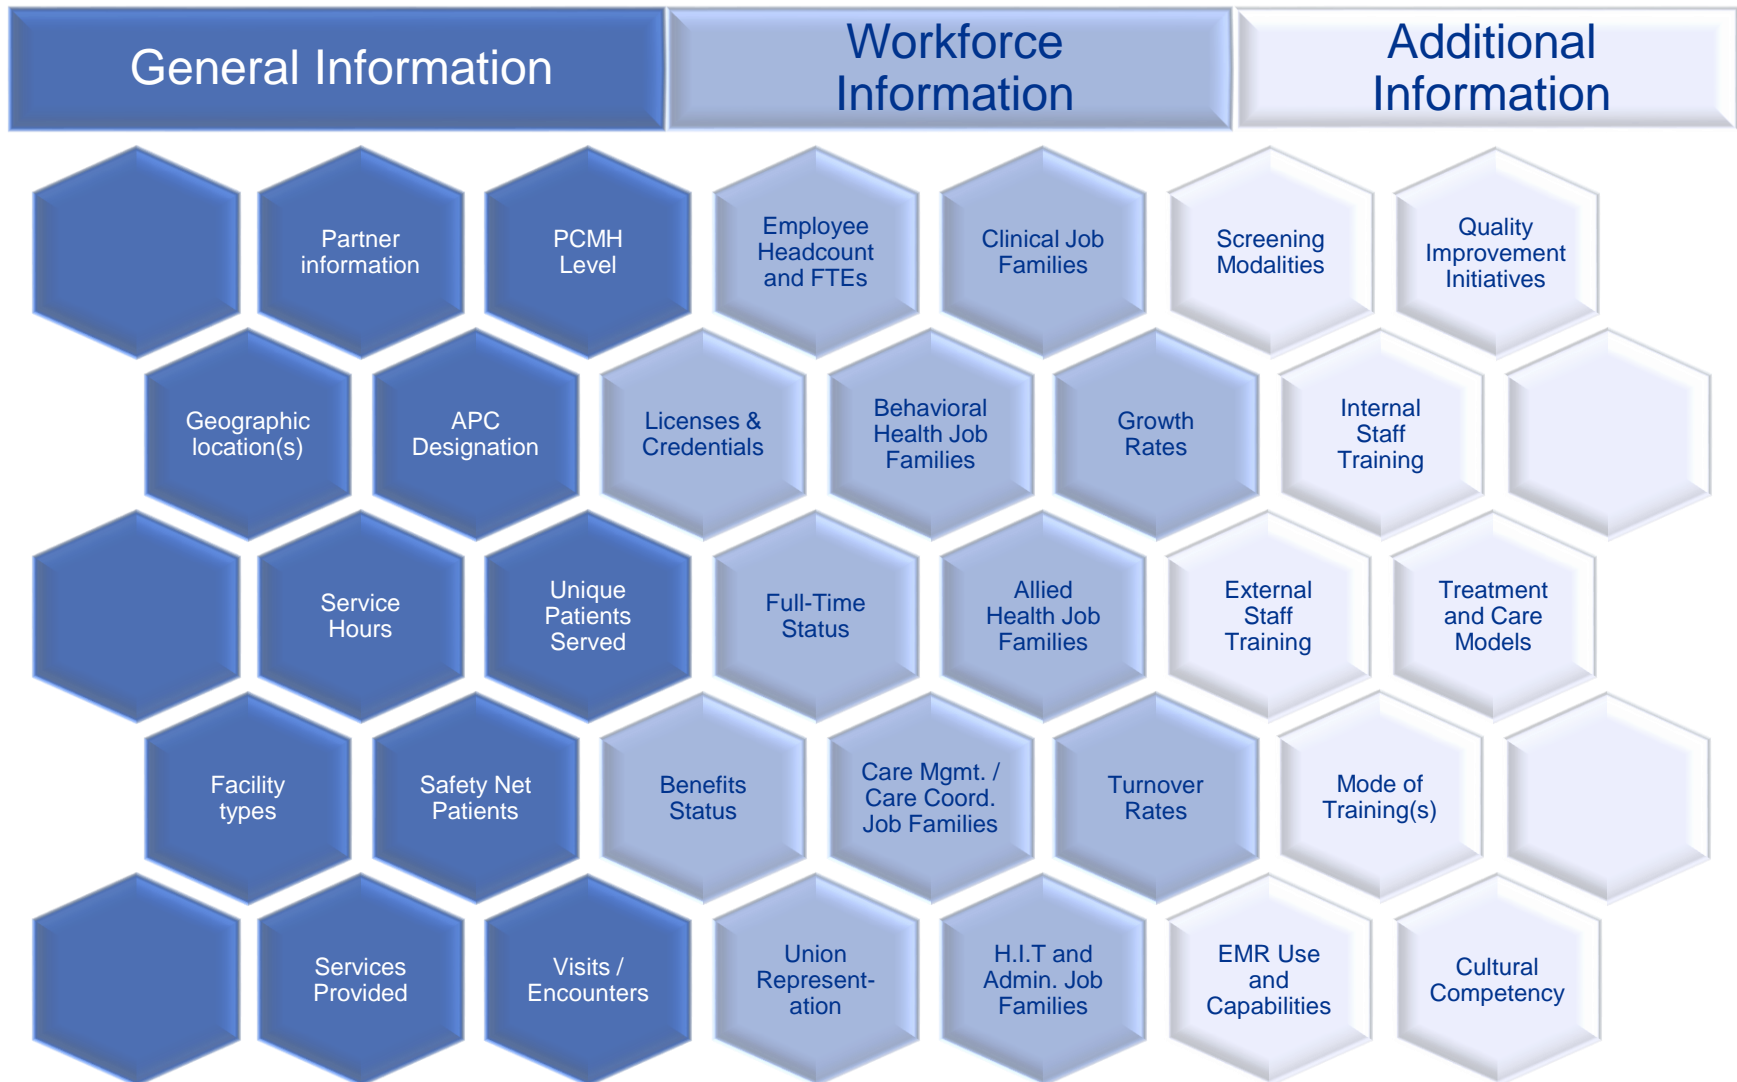 General Information
Workforce
Information
Additional
Information
Partner
information
PCMH
Level
Employee
Headcount
and FTEs
Clinical Job
Families
Screening
Modalities
Quality
Improvement
Initiatives
Geographic
location(s)
APC
Designation
Licenses &
Credentials
Behavioral
Health Job
Families
Growth
Rates
Internal
Staff
Training
Service
Hours
Unique
Patients
Served
Full-Time
Status
Allied
Health Job
Families
External
Staff
Training
Treatment
and Care
Models
Facility
types
Safety Net
Patients
Benefits
Status
Care Mgmt. /
Care Coord.
Job Families
Turnover
Rates
Mode of
Training(s)
Services
Provided
Visits /
Encounters
Union
Represent-
ation
H.I.T and
Admin. Job
Families
EMR Use
and
Capabilities
Cultural
Competency